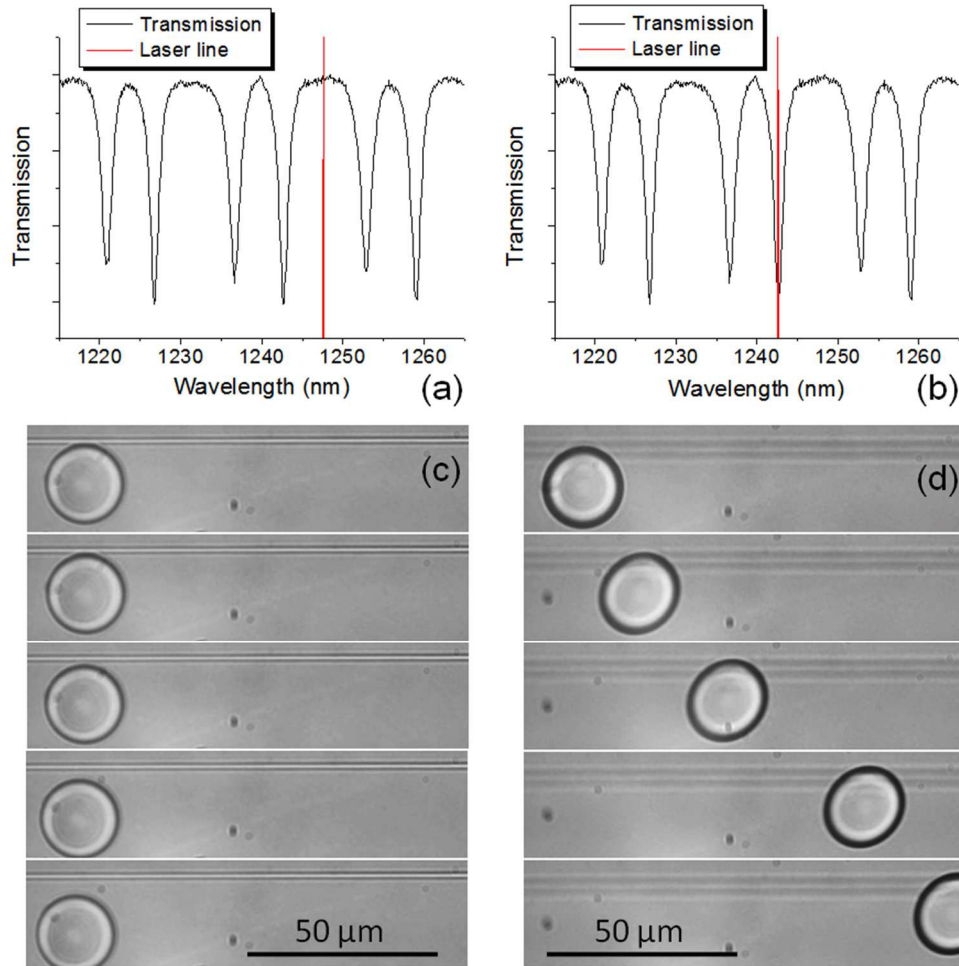 Transmission
Laser line
Transmission
1220 1230 1240 1250 1260
Wavelength (nm)
(a)
Transmission
Laser line
Transmission
1220 1230 1240 1250 1260
Wavelength (nm)
(b)
(c)
50 μm
(d)
50 μm